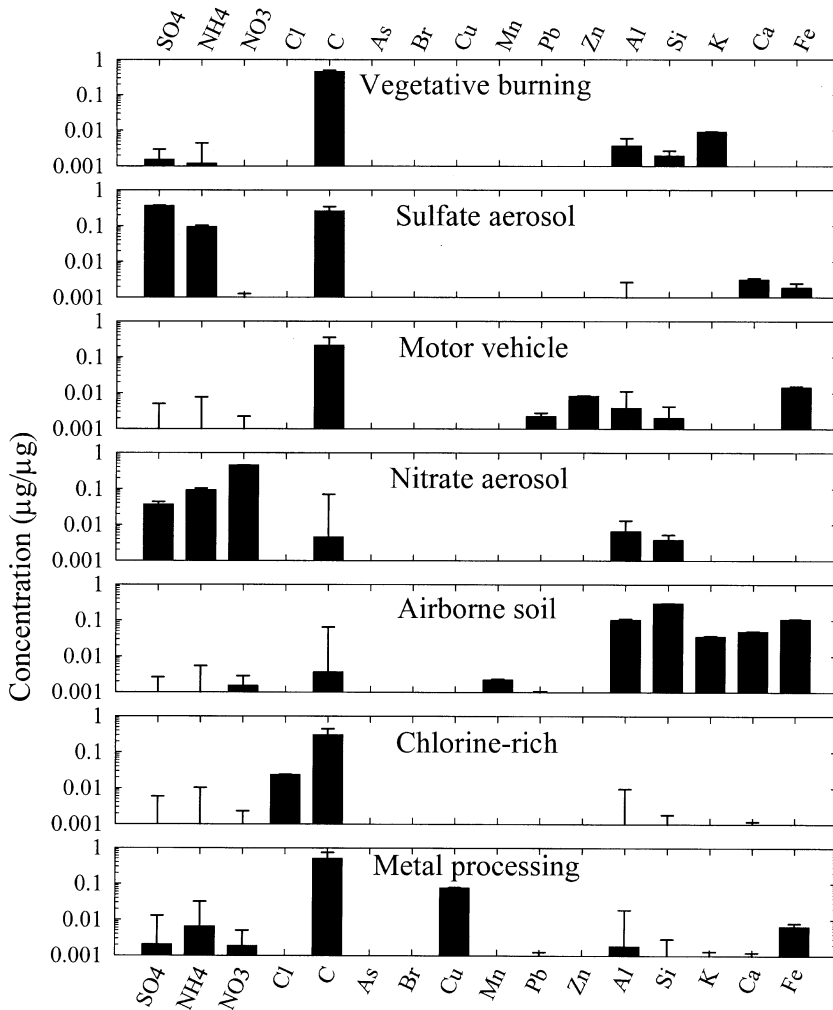 SO4 NH4 NO3 Cl C As Br Cu Mn Pb Zn Al Si K Ca Fe
1
Vegetative burning
0.1
0.01
0.001
1
Sulfate aerosol
0.1
0.01
0.001
1
Motor vehicle
0.1
0.01
0.001
1
Nitrate aerosol
0.1
0.01
0.001
1
Airborne soil
0.1
0.01
0.001
1
Chlorine-rich
0.1
0.01
0.001
1
Metal processing
0.1
0.01
0.001
Concentration (µg/µg)
SO4 NH4 NO3 Cl C As Br Cu Mn Pb Zn Al Si K Ca Fe